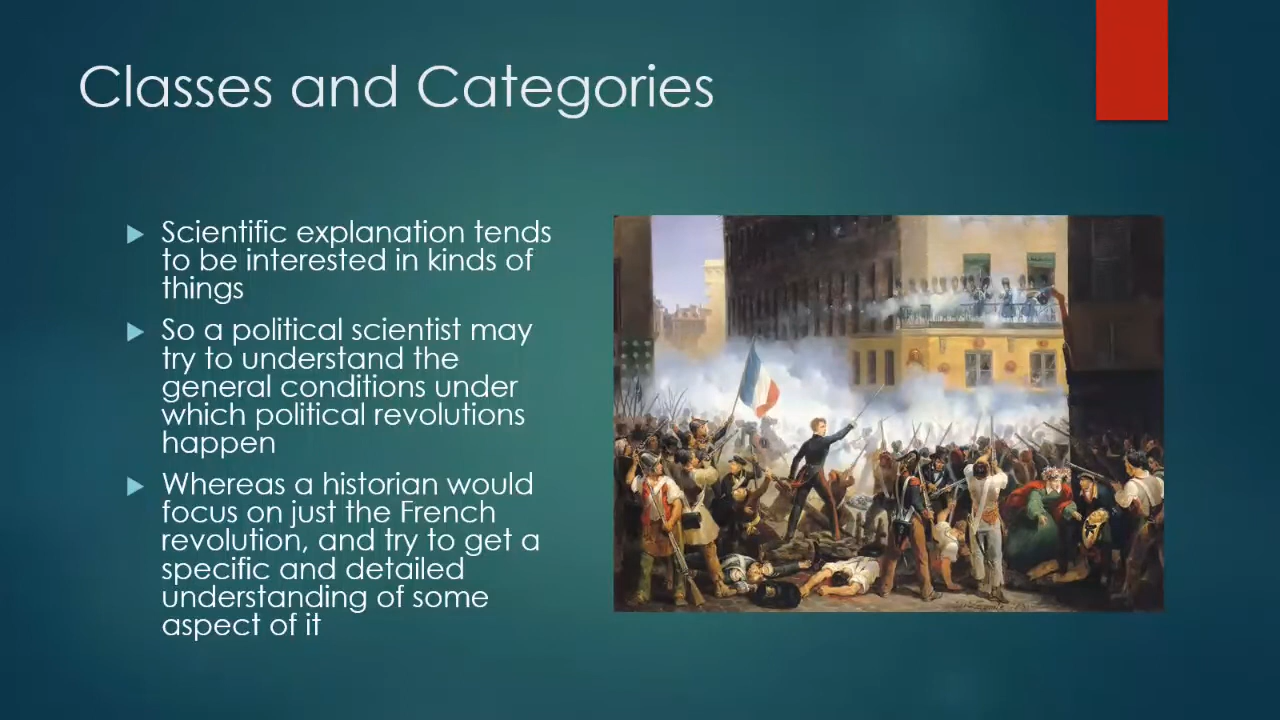 Classes and Categories
Scientific explanation tends
to be interested in kinds of
things
So a political scientist may
try to understand the
general conditions under
which political revolutions
happen
Whereas a historian would
focus on just the French
revolution, and try to get a
specific and detailed
understanding of some
aspect of it